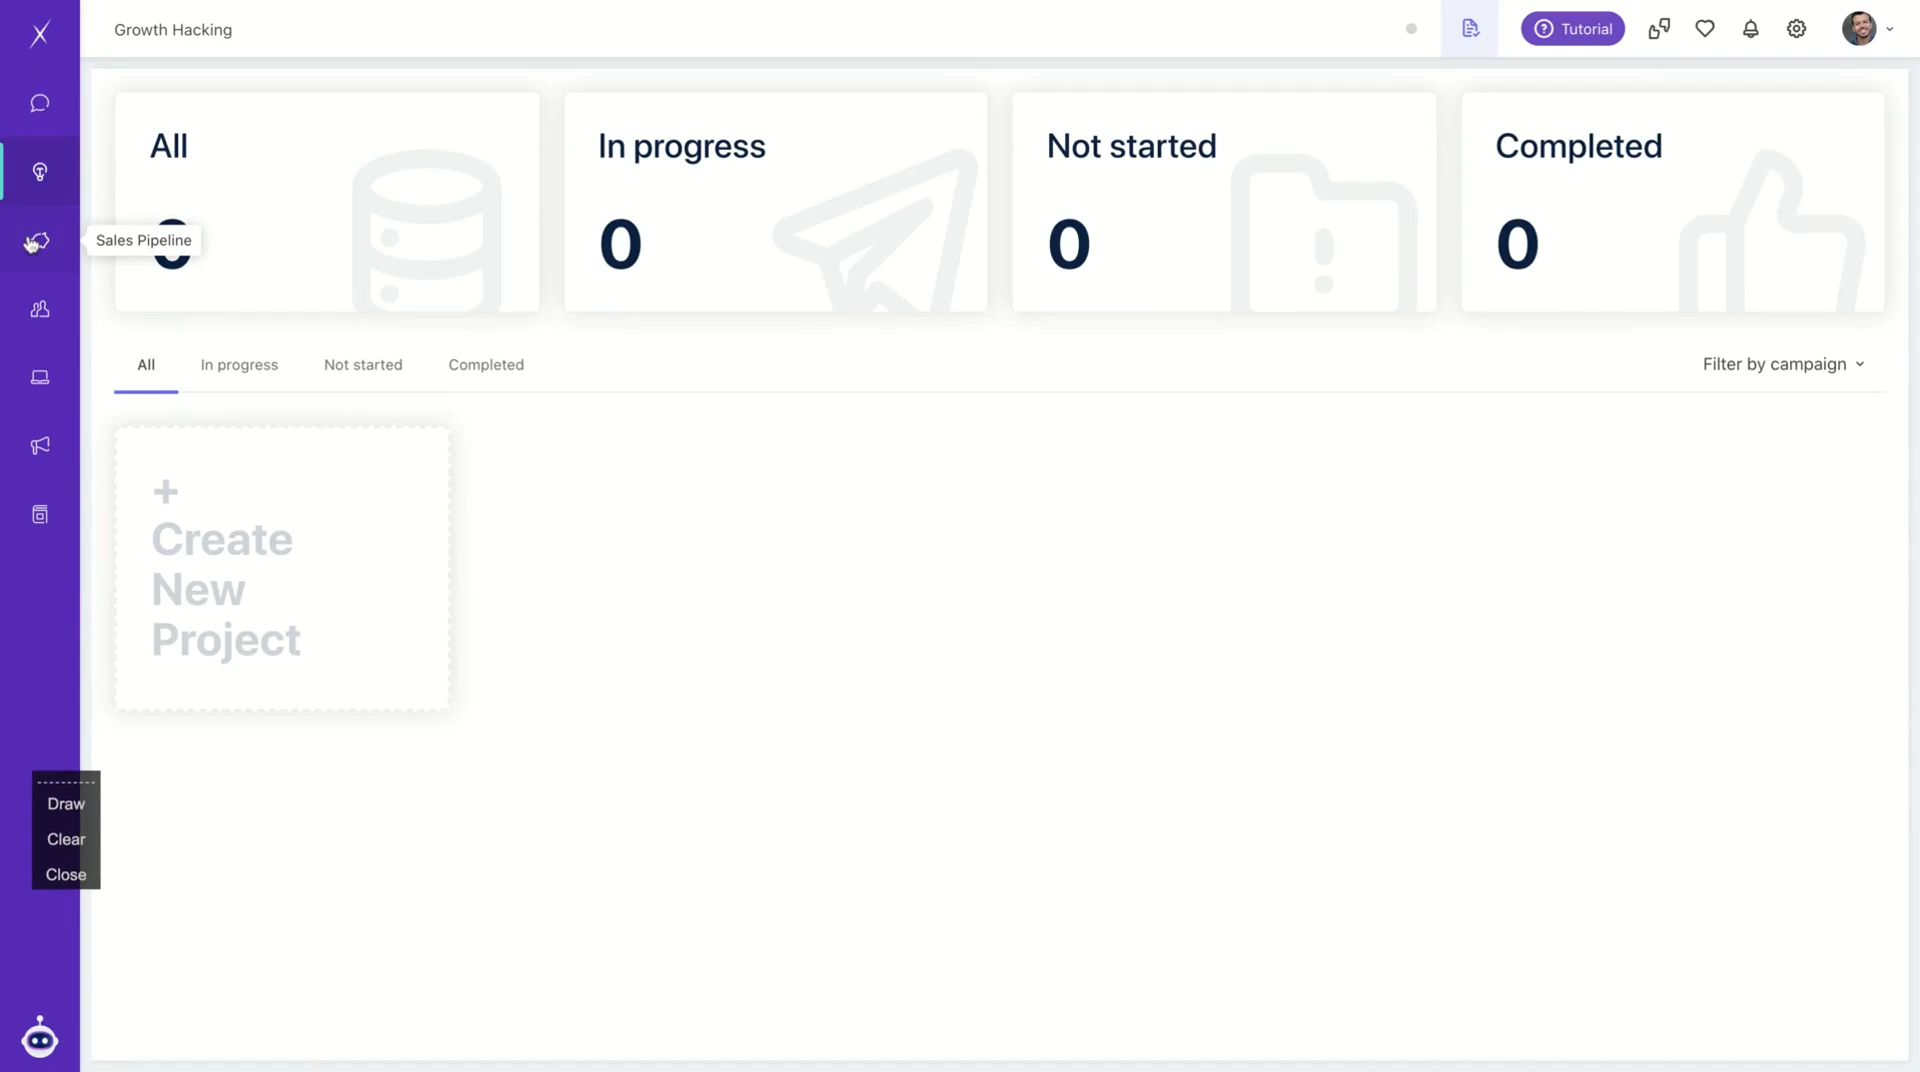 Growth Hacking
Tutorial
All
0
In progress
0
Not started
0
Completed
0
Sales Pipeline
All
In progress
Not started
Completed
Filter by campaign
+
Create
New
Project
Draw
Clear
Close